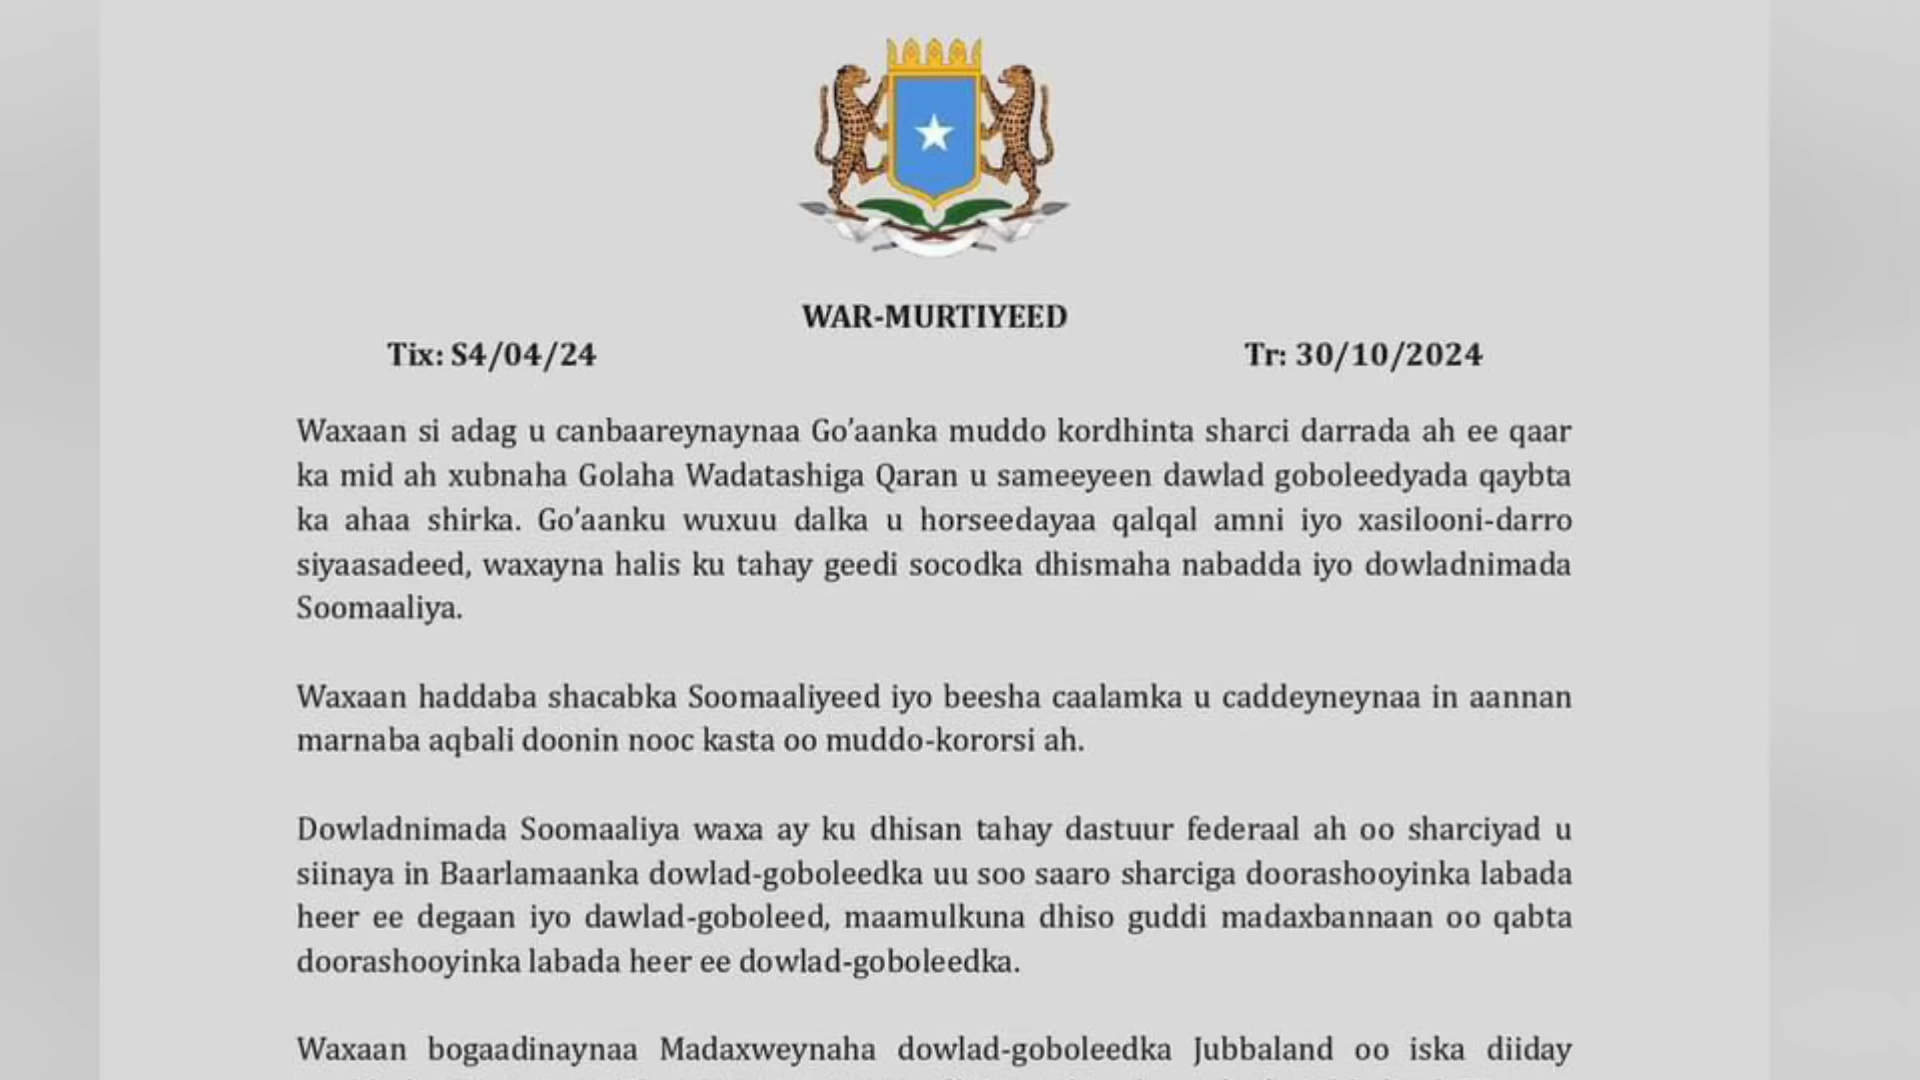 WAR-MURTIYEED
Tix: S4/04/24 Tr: 30/10/2024
Waxaan si adag u canbaareynaynaa Go’aanka muddo kordhinta sharci darrada ah ee qaar
ka mid ah xubnaha Golaha Wadatashiga Qaran u sameeyeen dawlad goboleedyada qaybta
ka ahaa shirka. Go’aanku wuxuu dalka u horseedayaa qalqal amni iyo xasilooni-darro
siyaasadeed, waxayna halis ku tahay geedi socodka dhismaha nabadda iyo dowladnimada
Soomaaliya.
Waxaan haddaba shacabka Soomaaliyeed iyo beesha caalamka u caddeyneynaa in aannan
marnaba aqbali doonin nooc kasta oo muddo-kororsi ah.
Dowladnimada Soomaaliya waxa ay ku dhisan tahay dastuur federaal ah oo sharciyad u
siinaya in Baarlamaanka dowlad-goboleedka uu soo saaro sharciga doorashooyinka labada
heer ee degaan iyo dawlad-goboleed, maamulkuna dhiso guddi madaxbannaan oo qabta
doorashooyinka labada heer ee dowlad-goboleedka.
Waxaan bogaadinaynaa Madaxweynaha dowlad-goboleedka Jubbaland oo iska diiday